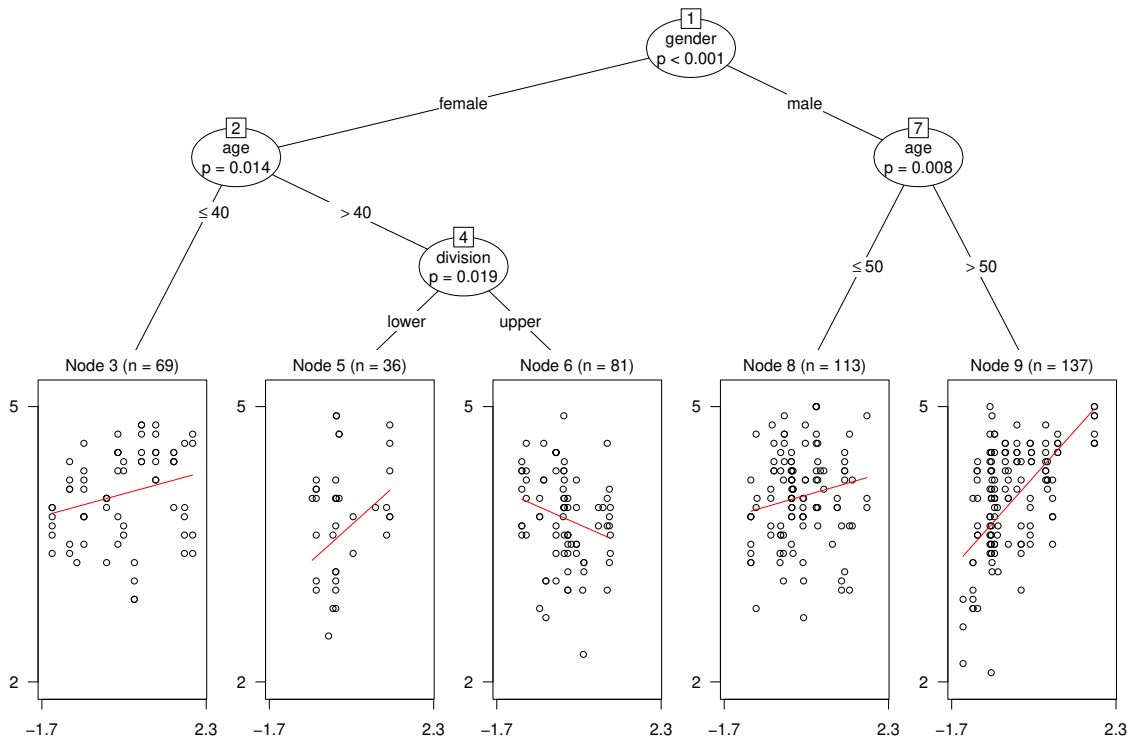 1
gender
p < 0.001
female
male
2
age
p = 0.014
7
age
p = 0.008
≤ 40
> 40
4
division
p = 0.019
≤ 50
> 50
lower
upper
Node 3 (n = 69)
Node 5 (n = 36)
Node 6 (n = 81)
Node 8 (n = 113)
Node 9 (n = 137)
5
5
5
5
5
2
2
2
2
2
−1.7
2.3
−1.7
2.3
−1.7
2.3
−1.7
2.3
−1.7
2.3